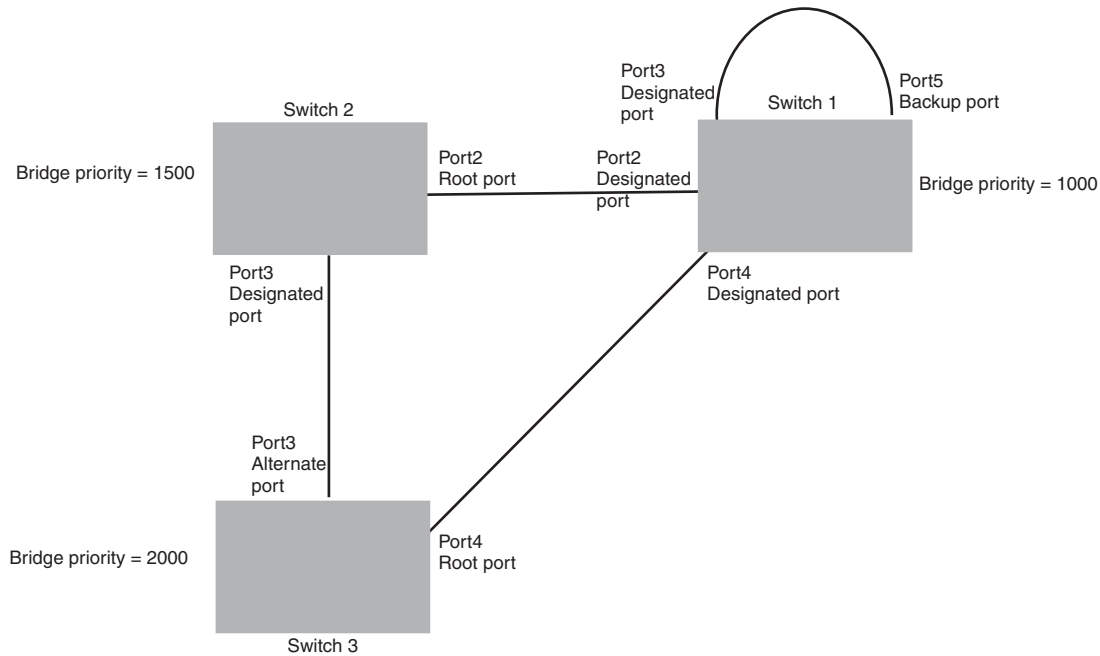 Port3
Designated
port
Port5
Backup port
Switch 1
Switch 2
Bridge priority = 1500
Port2
Root port
Port2
Designated
port
Bridge priority = 1000
Port3
Designated
port
Port4
Designated port
Port3
Alternate
port
Bridge priority = 2000
Port4
Root port
Switch 3